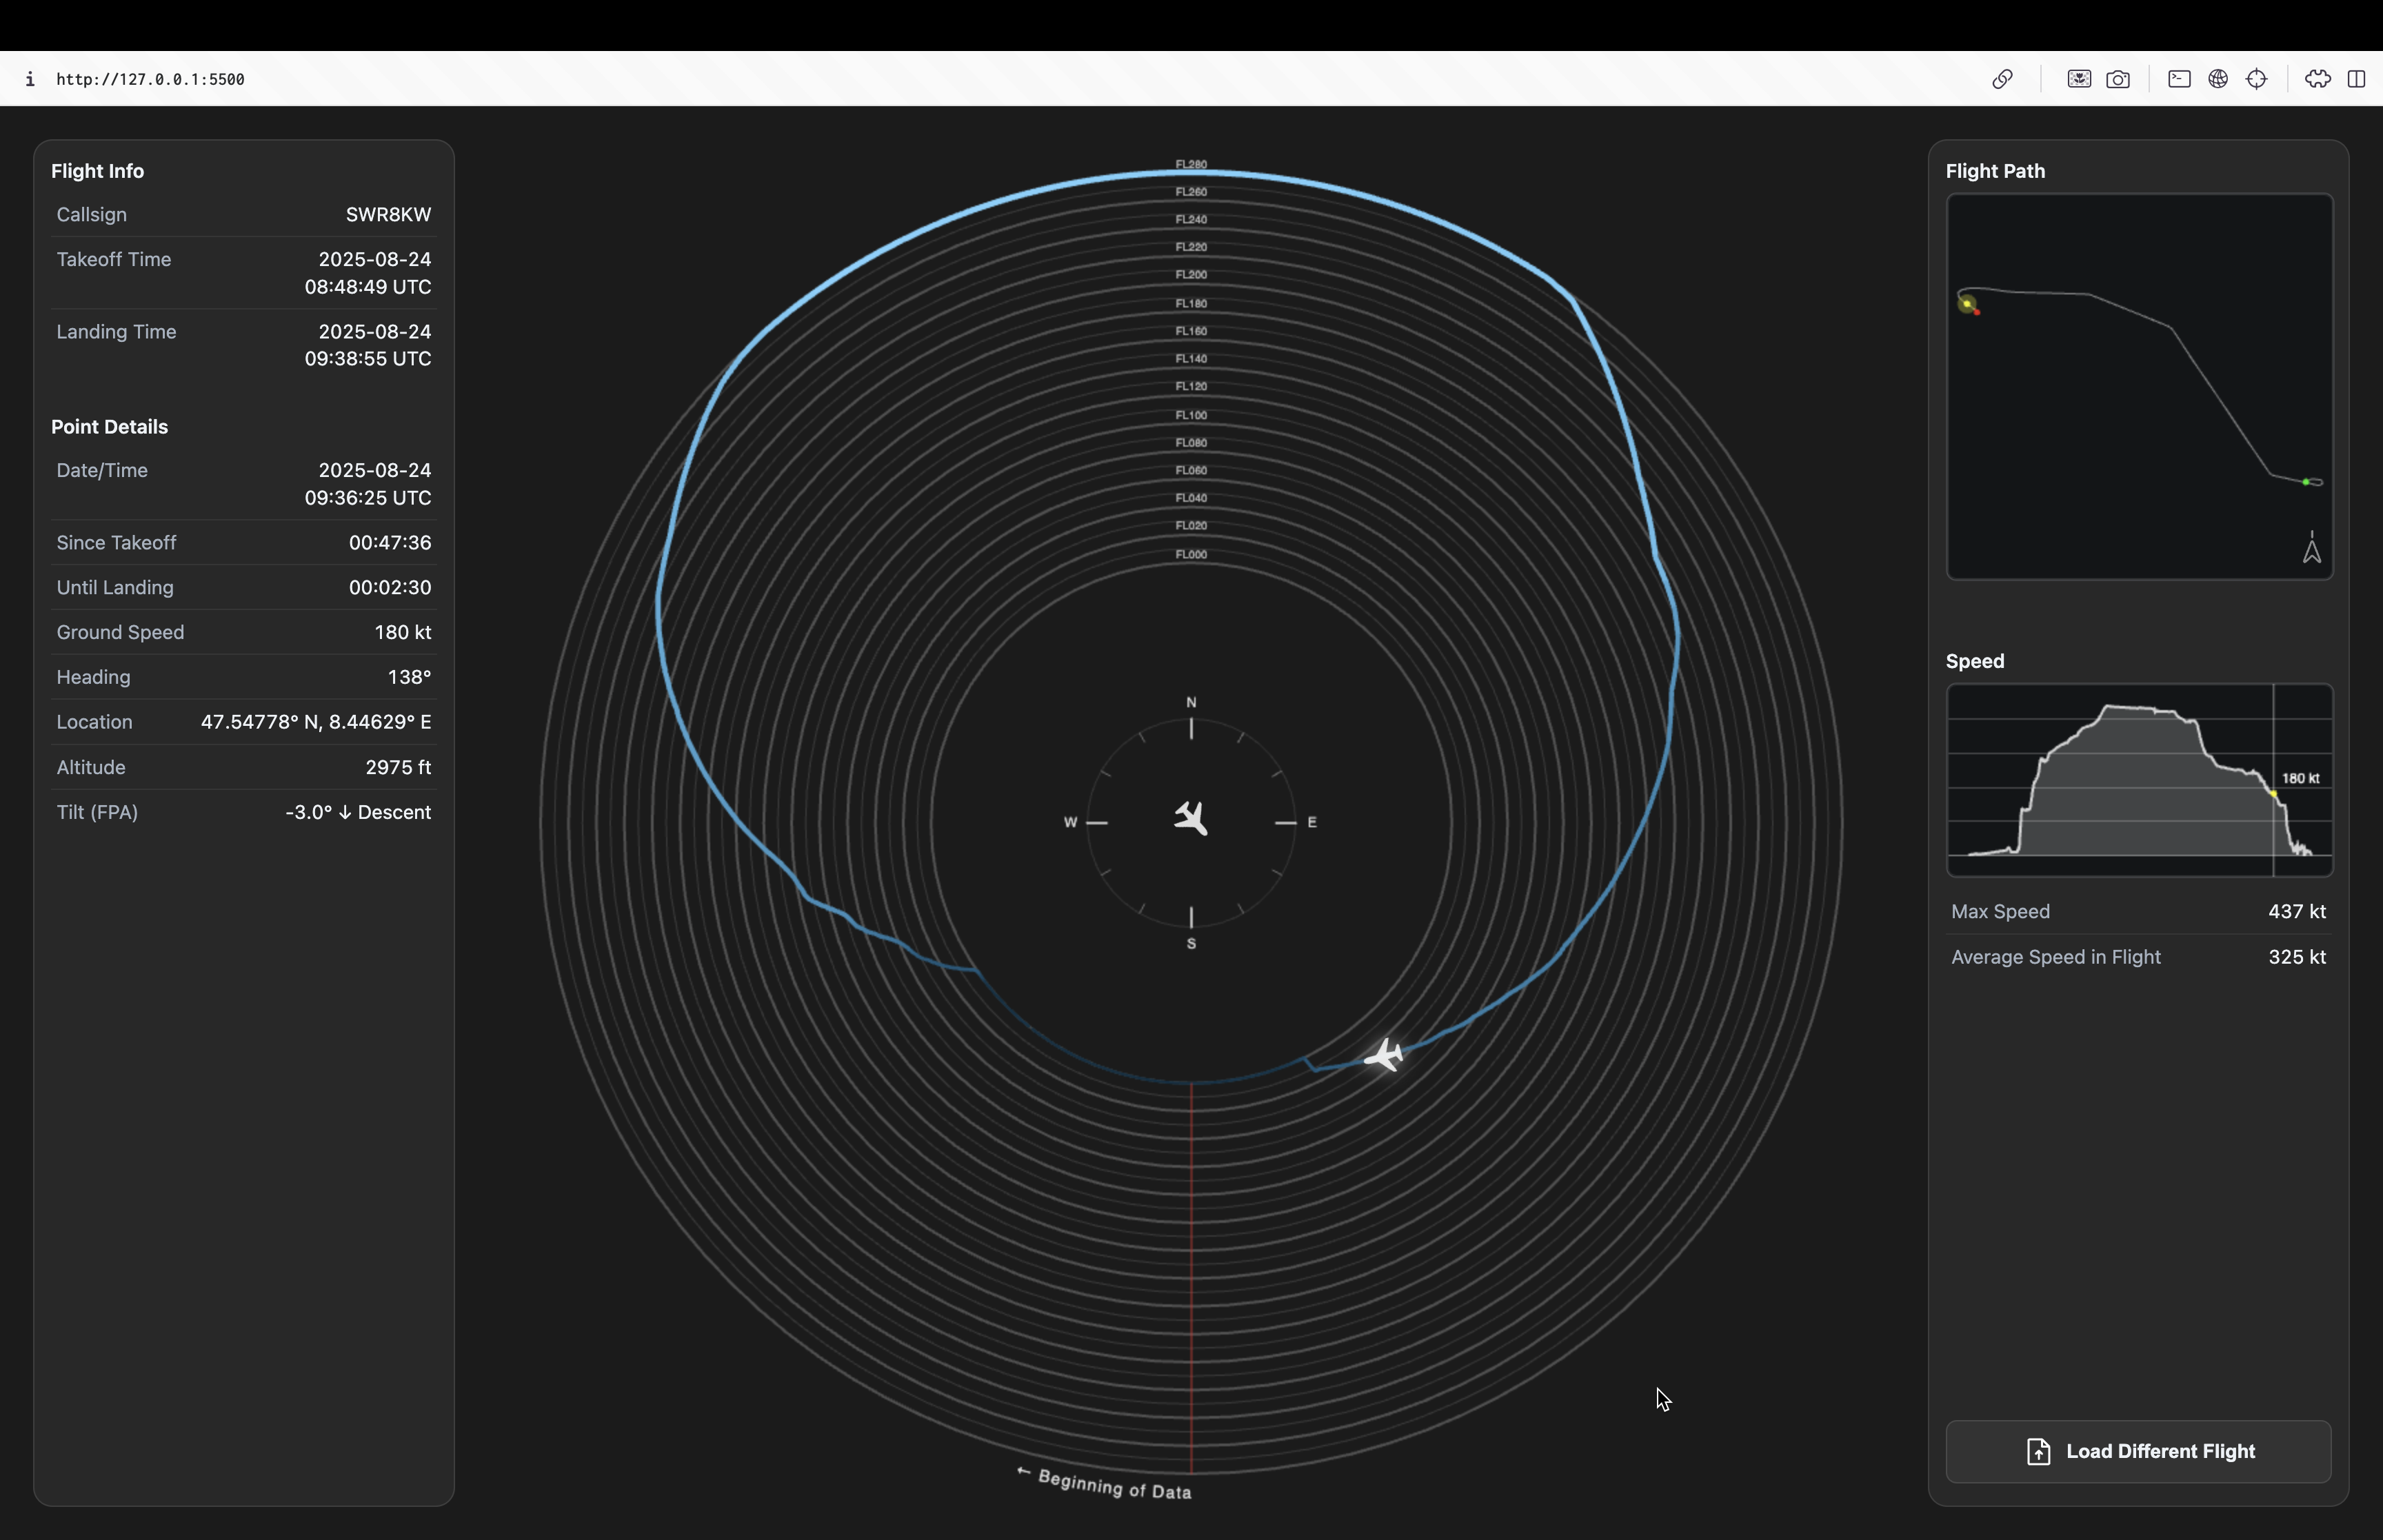 http://127.0.0.1:5500
Flight Info
Callsign SWR8KW
Takeoff Time 2025-08-24
08:48:49 UTC
Landing Time 2025-08-24
09:38:55 UTC
Point Details
Date/Time 2025-08-24
09:36:25 UTC
Since Takeoff 00:47:36
Until Landing 00:02:30
Ground Speed 180 kt
Heading 138°
Location 47.54778° N, 8.44629° E
Altitude 2975 ft
Tilt (FPA) -3.0° ↓ Descent
FL280
FL260
FL240
FL220
FL200
FL180
FL160
FL140
FL120
FL100
FL080
FL060
FL040
FL020
FL000
N
W E
S
← Beginning of Data
Flight Path
Speed
180 kt
Max Speed 437 kt
Average Speed in Flight 325 kt
Load Different Flight